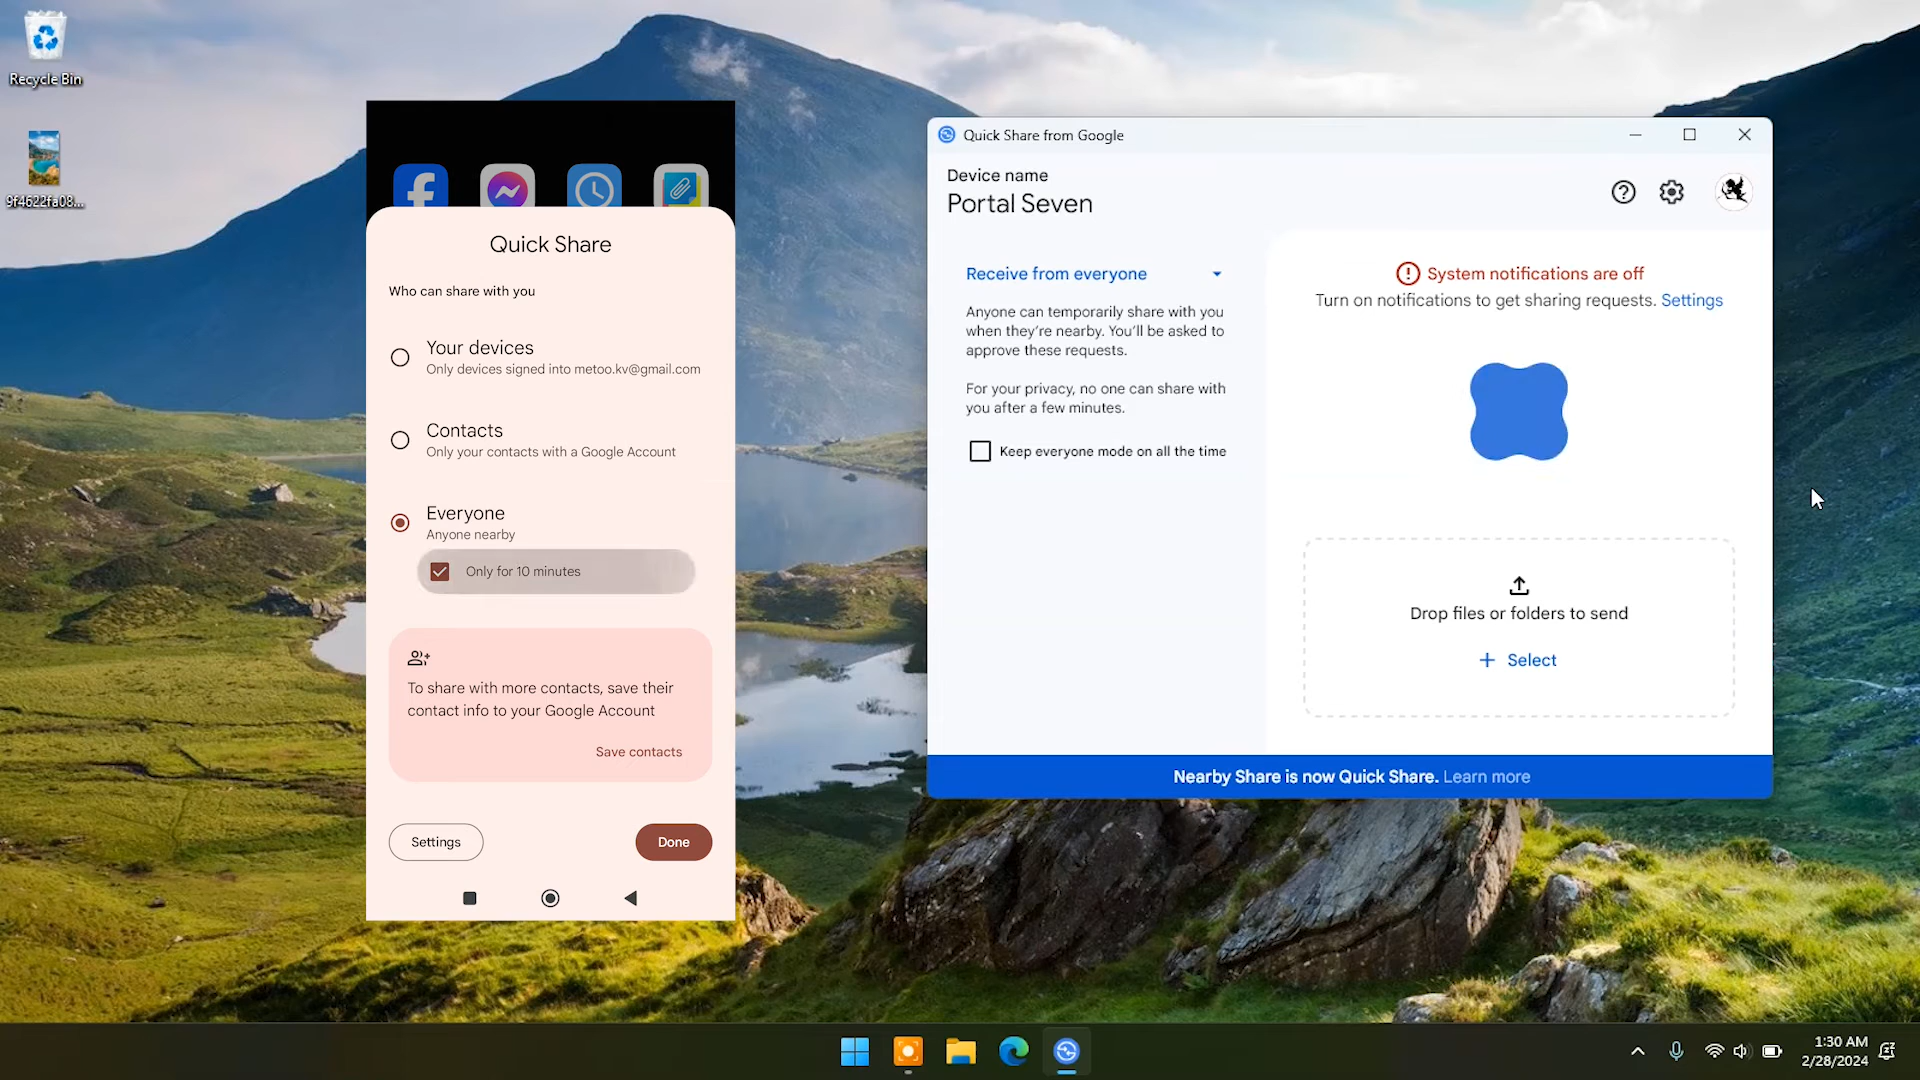 Recycle Bin
9f4622fa08...
Quick Share
Who can share with you
Your devices
Only devices signed into metoo.kv@gmail.com
Contacts
Only your contacts with a Google Account
Everyone
Anyone nearby
Only for 10 minutes
To share with more contacts, save their
contact info to your Google Account
Save contacts
Settings
Done
Quick Share from Google
Device name
Portal Seven
Receive from everyone
Anyone can temporarily share with you
when they're nearby. You'll be asked to
approve these requests.
For your privacy, no one can share with
you after a few minutes.
Keep everyone mode on all the time
System notifications are off
Turn on notifications to get sharing requests. Settings
Drop files or folders to send
+ Select
Nearby Share is now Quick Share. Learn more
1:30 AM
2/28/2024